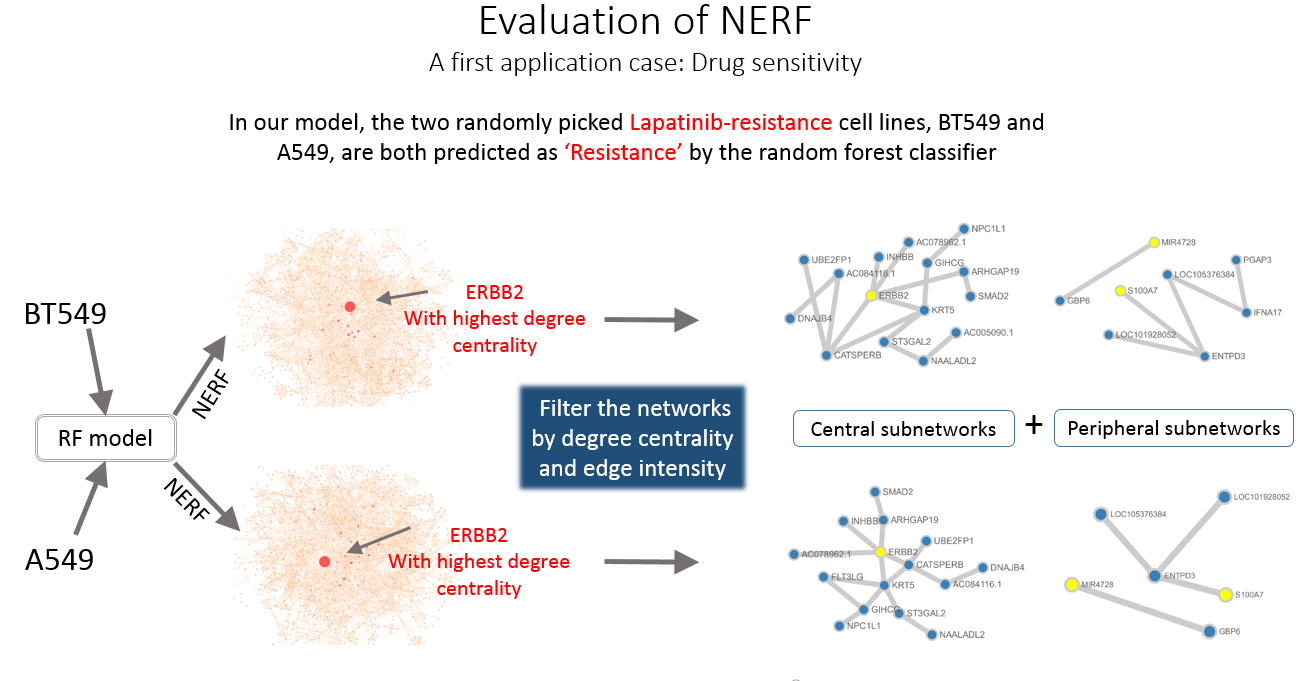 Evaluation of NERF
A first application case: Drug sensitivity
In our model, the two randomly picked Lapatinib-resistance cell lines, BT549 and
A549, are both predicted as ‘Resistance’ by the random forest classifier
BT549
RF model
A549
NERF
NERF
ERBB2
With highest degree
centrality
ERBB2
With highest degree
centrality
Filter the networks
by degree centrality
and edge intensity
NPC1L1
AC078962.1
UBE2FP1
INHBB
GIHCG
AC084116.1
ARHGAP19
ERBB2
SMAD2
KRT5
DNAJB4
AC005090.1
ST3GAL2
CATSPERB
NAALADL2
MIR4728
PGAP3
LOC105376384
S100A7
GBP6
IFNA17
LOC101928052
ENTPD3
Central subnetworks
+
Peripheral subnetworks
SMAD2
INHBB
ARHGAP19
UBE2FP1
AC078962.1
ERBB2
CATSPERB
DNAJB4
FLT3LG
KRT5
AC084116.1
GIHCG
ST3GAL2
NPC1L1
NAALADL2
LOC101928052
LOC105376384
ENTPD3
MIR4728
S100A7
GBP6